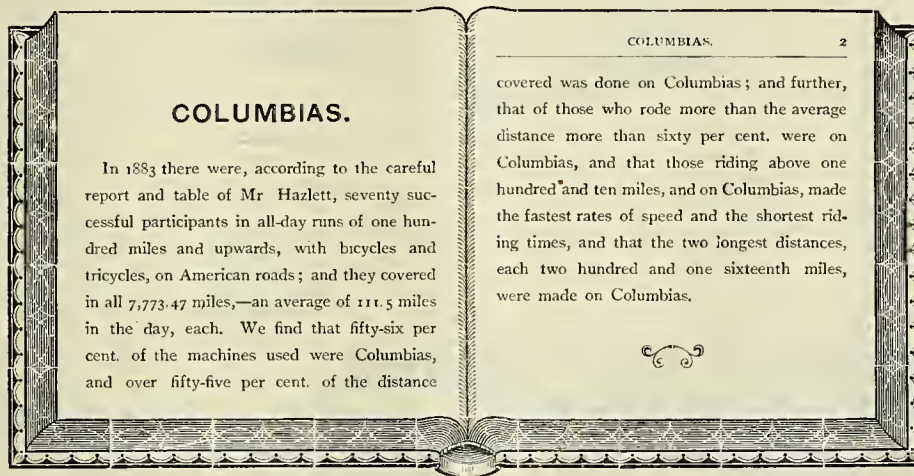 COLUMBIAS.
In 1883 there were, according to the careful
report and table of Mr Hazlett, seventy suc-
cessful participants in all-day runs of one hun-
dred miles and upwards, with bicycles and
tricycles, on American roads; and they covered
in all 7,773.47 miles,—an average of 111.5 miles
in the day, each. We find that fifty-six per
cent. of the machines used were Columbias,
and over fifty-five per cent. of the distance
COLUMBIAS. 2
covered was done on Columbias; and further,
that of those who rode more than the average
distance more than sixty per cent. were on
Columbias, and that those riding above one
hundred and ten miles, and on Columbias, made
the fastest rates of speed and the shortest rid-
ing times, and that the two longest distances,
each two hundred and one sixteenth miles,
were made on Columbias.